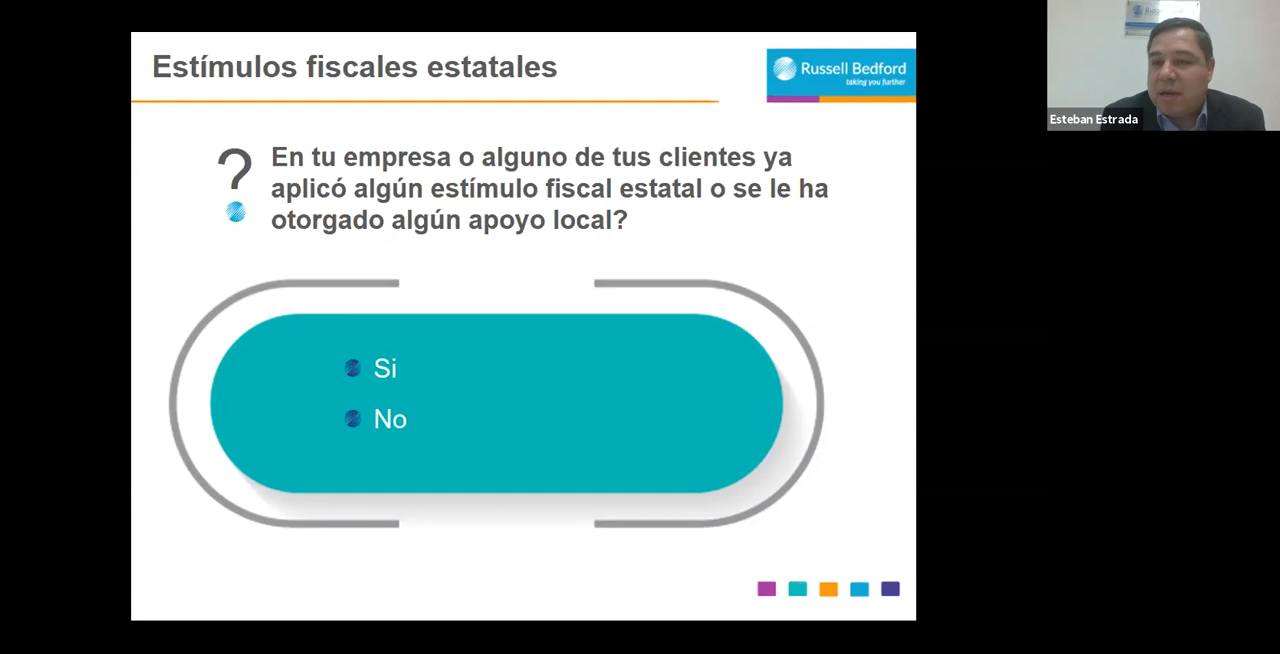 Estímulos fiscales estatales
Russell Bedford
taking you further
Esteban Estrada
? En tu empresa o alguno de tus clientes ya
aplicó algún estímulo fiscal estatal o se le ha
otorgado algún apoyo local?
Si
No